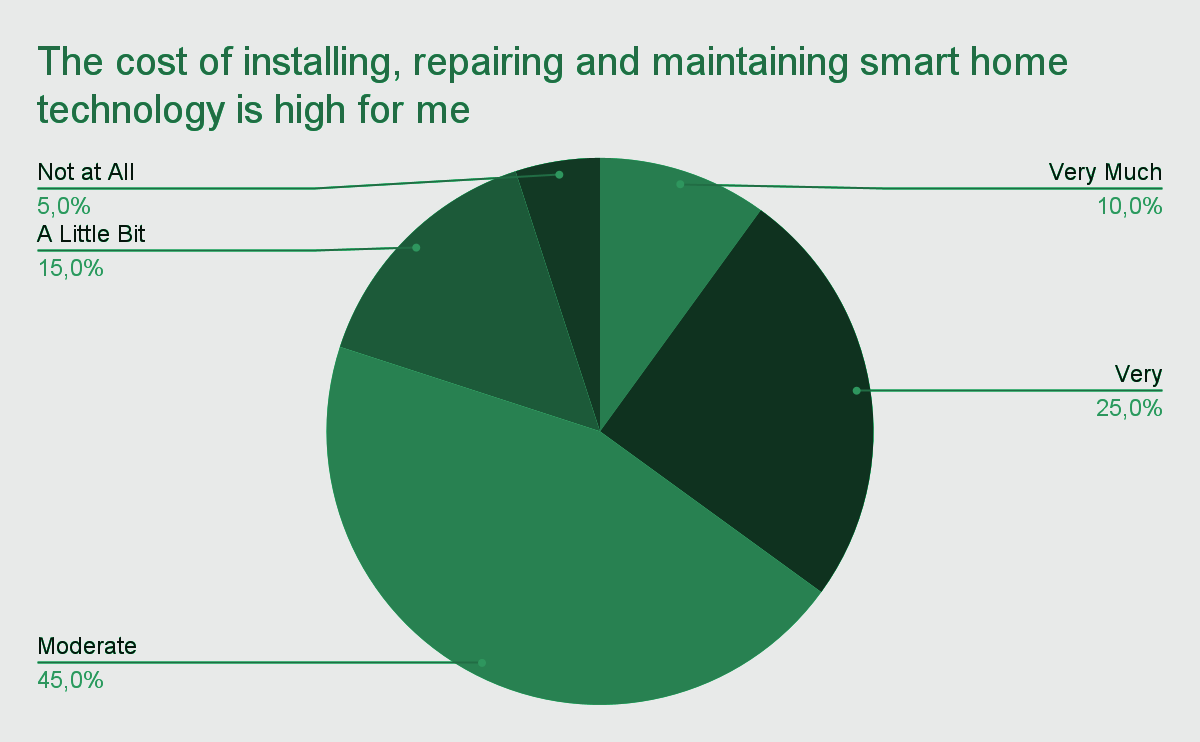 The cost of installing, repairing and maintaining smart home
technology is high for me
Not at All
5,0%
A Little Bit
15,0%
Very Much
10,0%
Very
25,0%
Moderate
45,0%